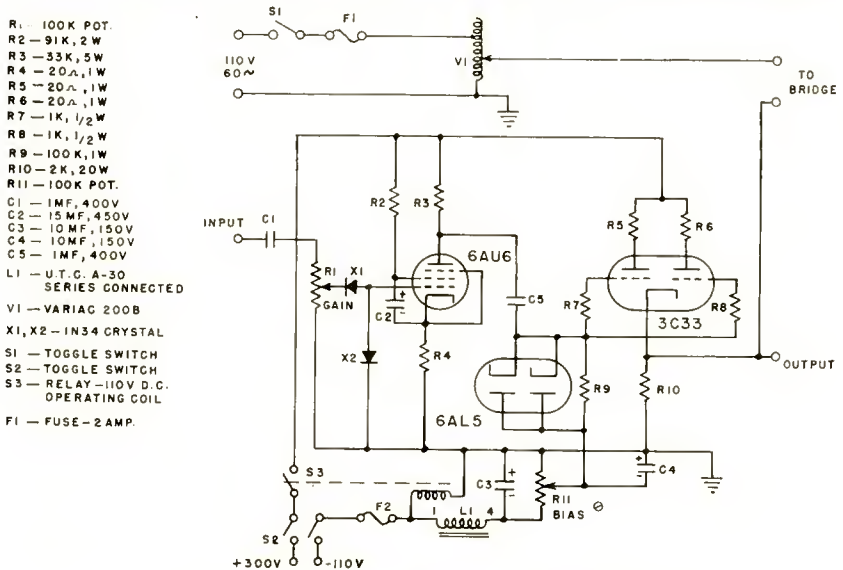 R1 — 100K POT.
R2 — 91K, 2W
R3 — 33K, 5W
R4 — 20Ω, 1W
R5 — 20Ω, 1W
R6 — 20Ω, 1W
R7 — 1K, 1/2W
R8 — 1K, 1/2W
R9 — 100K, 1W
R10 — 2K, 20W
R11 — 100K POT.
C1 — 1MF, 400V
C2 — 15MF, 450V
C3 — 10MF, 150V
C4 — 10MF, 150V
C5 — 1MF, 400V
L1 — U.T.C. A-30
SERIES CONNECTED
V1 — VARIAC 200B
X1, X2 — 1N34 CRYSTAL
S1 — TOGGLE SWITCH
S2 — TOGGLE SWITCH
S3 — RELAY — 110V D.C.
OPERATING COIL
F1 — FUSE — 2 AMP.
S1
F1
110V
60~
V1
TO
BRIDGE
INPUT
C1
R2
R3
R1
GAIN
X1
6AU6
C2
+
-
X2
R4
C5
R5
R6
R7
3C33
R8
6AL5
R9
R10
OUTPUT
S3
C3
+
-
R11
BIAS ⊘
+
-
C4
F2
1
L1
4
S2
+300V
-110V